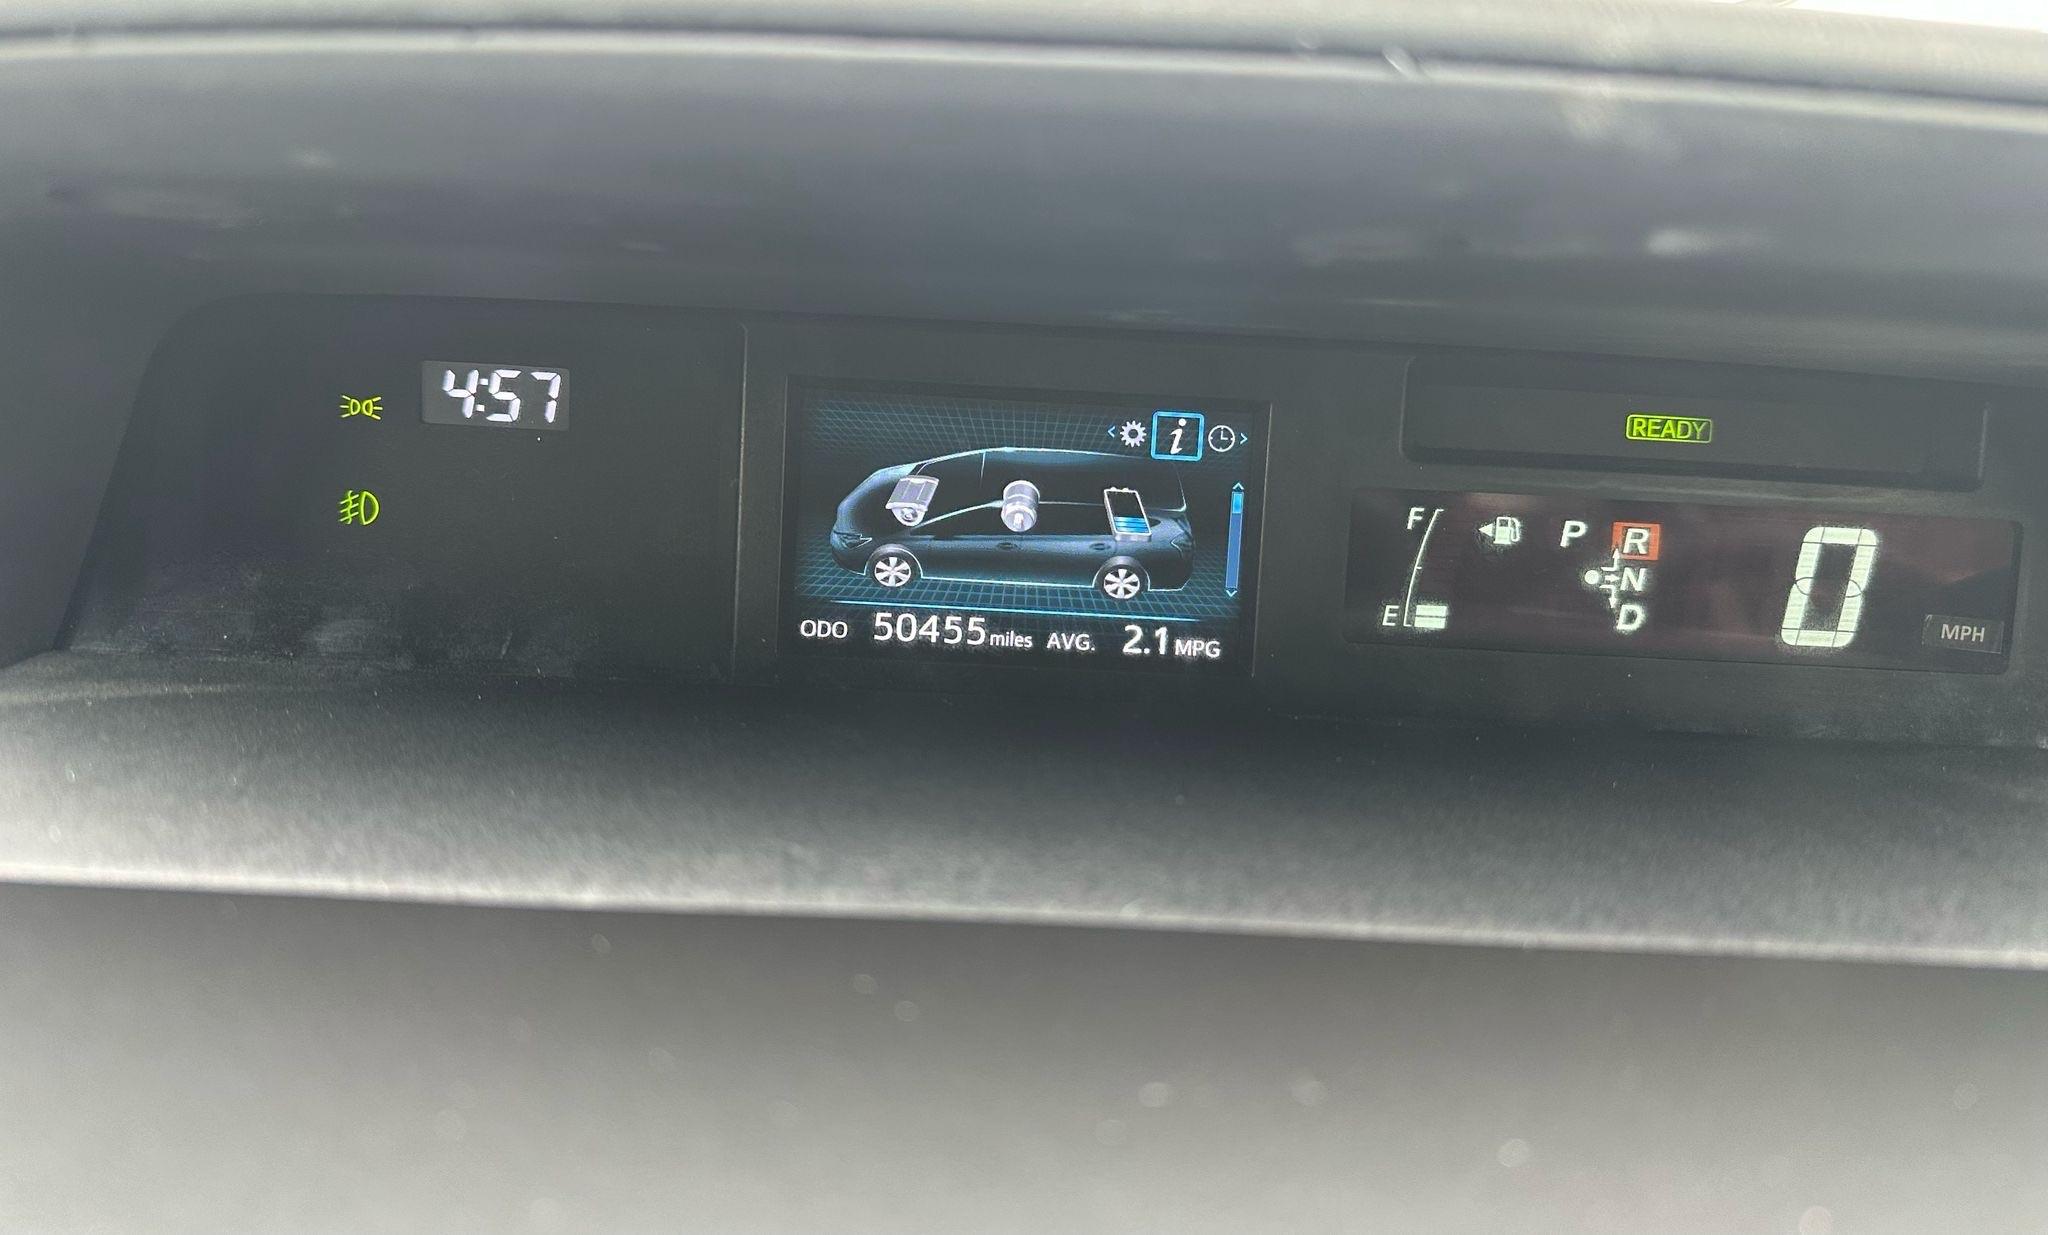 4:57
i
ODO 50455 miles AVG. 2.1 MPG
READY
F
E
P R
N
D
0
MPH